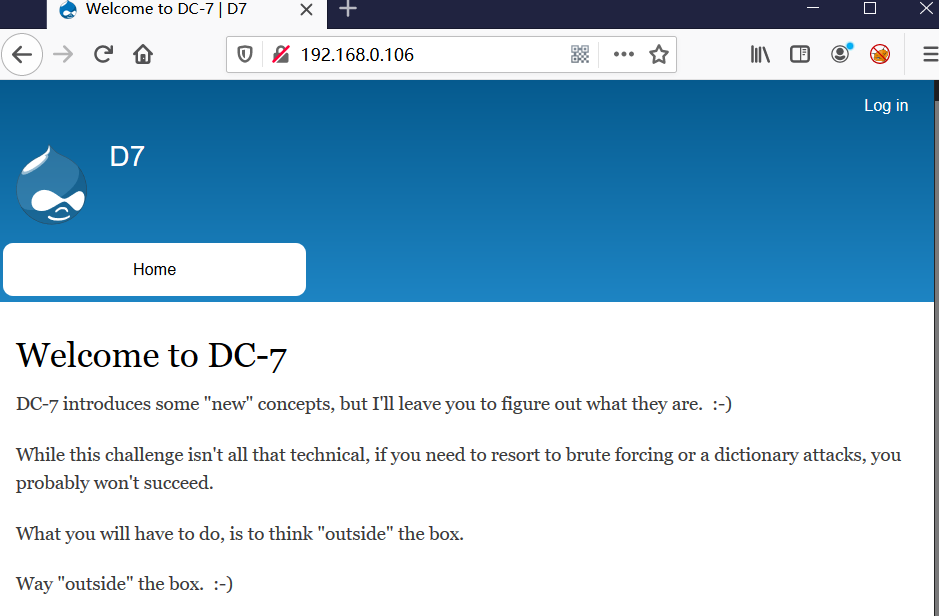 Welcome to DC-7 | D7
192.168.0.106
Log in
D7
Home
Welcome to DC-7
DC-7 introduces some "new" concepts, but I'll leave you to figure out what they are.  :-)
While this challenge isn't all that technical, if you need to resort to brute forcing or a dictionary attacks, you
probably won't succeed.
What you will have to do, is to think "outside" the box.
Way "outside" the box.  :-)